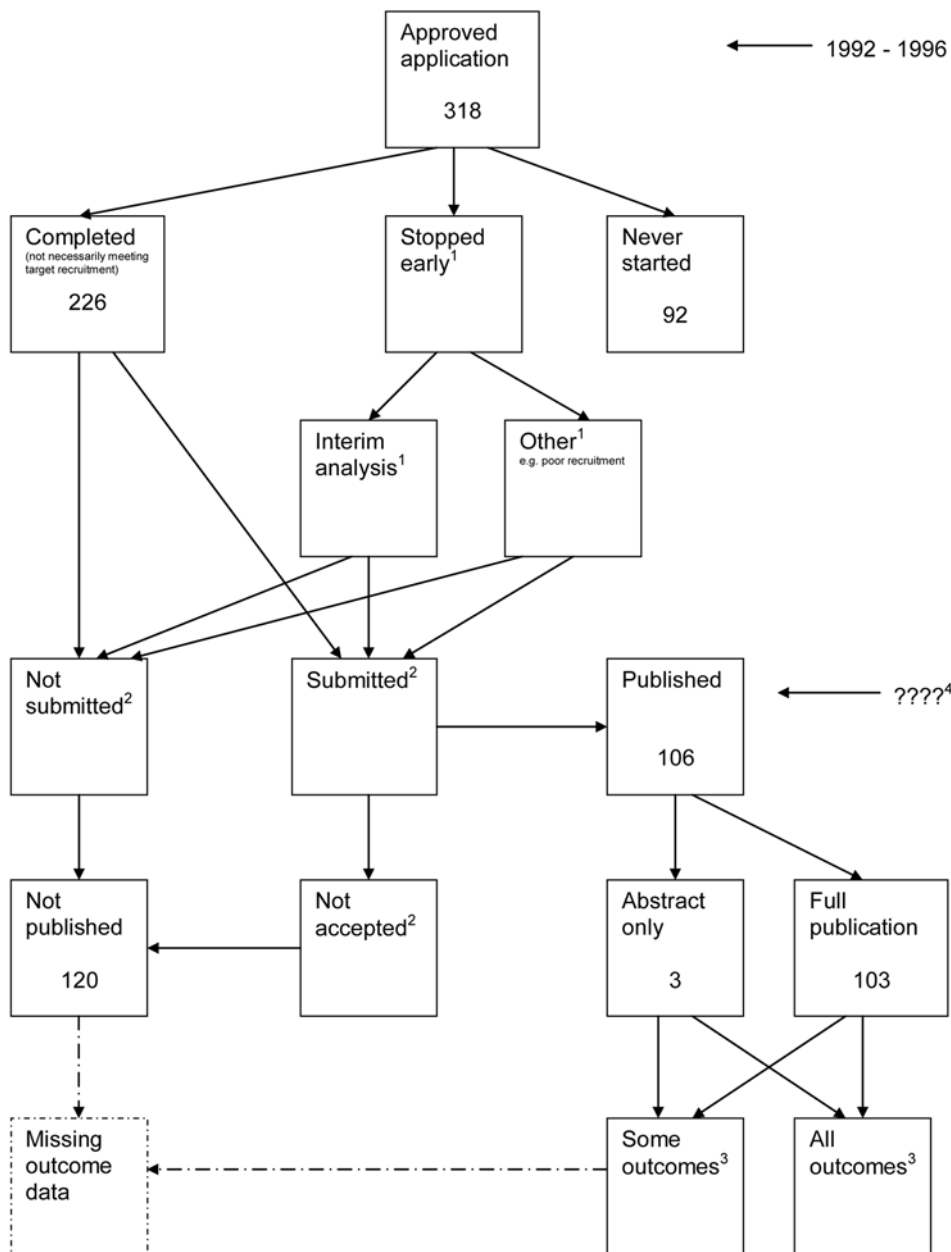 Approved
application
318
1992 - 1996
Completed
(not necessarily meeting
target recruitment)
226
Stopped
early1
Never
started
92
Interim
analysis1
Other1
e.g. poor recruitment
Not
submitted2
Submitted2
Published
106
????4
Not
published
120
Not
accepted2
Abstract
only
3
Full
publication
103
Missing
outcome
data
Some
outcomes3
All
outcomes3